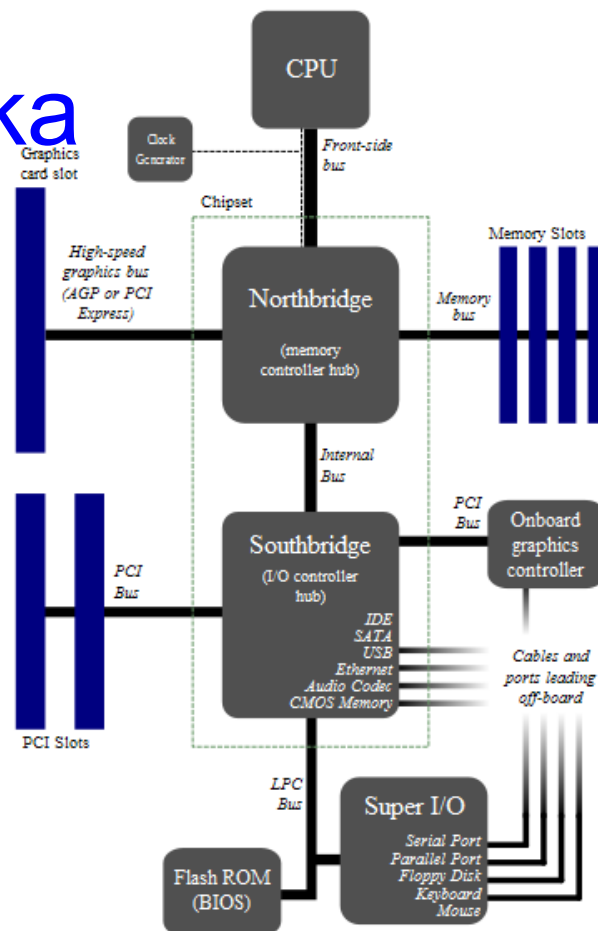 CPU
ka
Clock
Generator
Front-side
bus
Graphics
card slot
Chipset
High-speed
graphics bus
(AGP or PCI
Express)
Northbridge
(memory
controller hub)
Memory
bus
Memory Slots
Internal
Bus
PCI
Bus
Southbridge
(I/O controller
hub)
PCI
Bus
Onboard
graphics
controller
IDE
SATA
USB
Ethernet
Audio Codec
CMOS Memory
Cables and
ports leading
off-board
PCI Slots
LPC
Bus
Super I/O
Serial Port
Parallel Port
Floppy Disk
Keyboard
Mouse
Flash ROM
(BIOS)